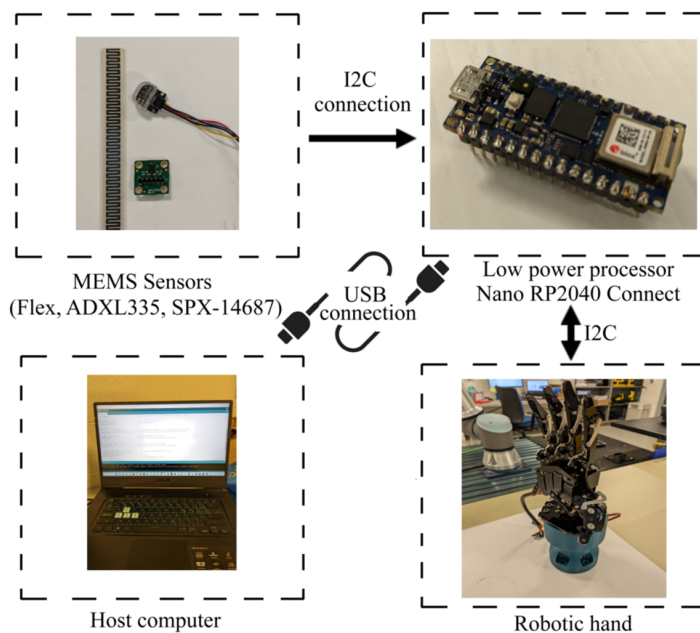 I2C
connection
MEMS Sensors
(Flex, ADXL335, SPX-14687)
Low power processor
Nano RP2040 Connect
USB
connection
I2C
Host computer
Robotic hand